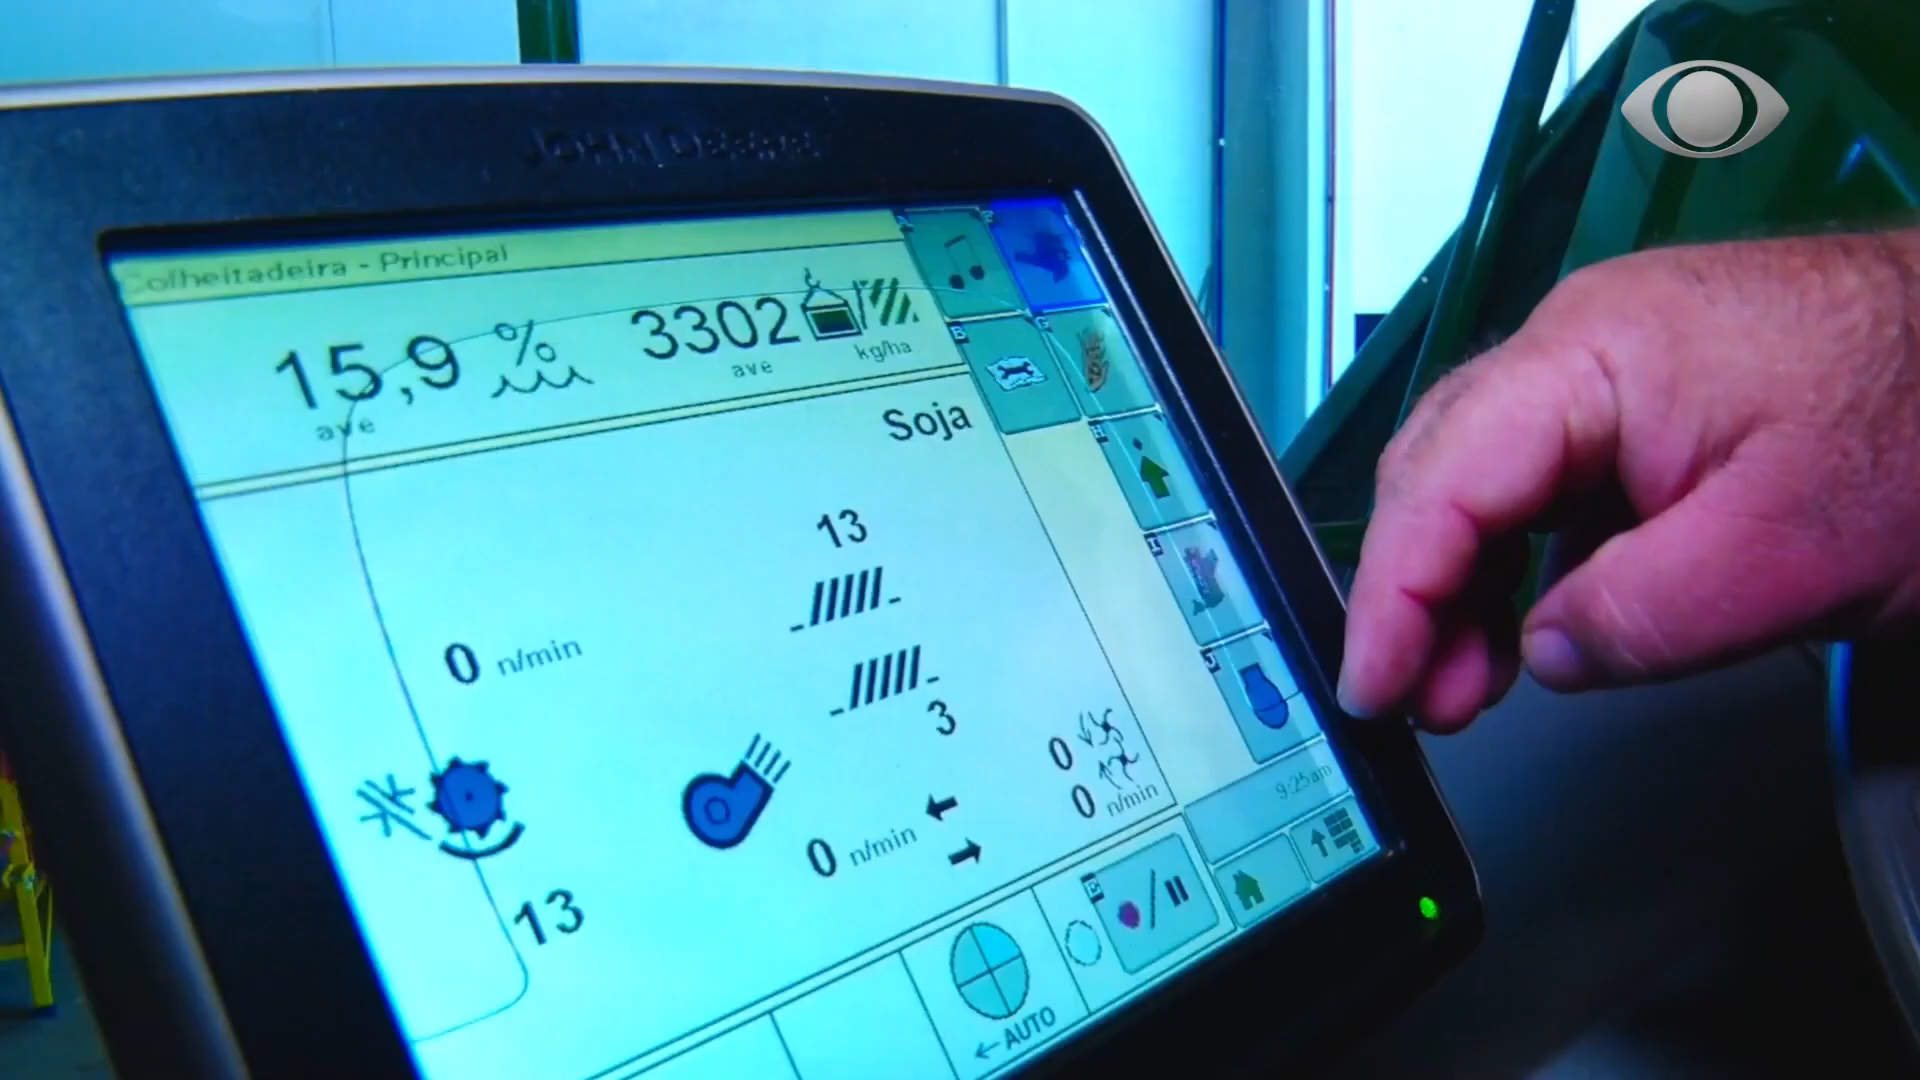 JOHN DEERE
Colheitadeira - Principal
15,9 %
ave
3302
ave
kg/ha
Soja
13
0 n/min
3
0
0 n/min
0 n/min
13
9:25am
← AUTO
A
F
B
G
H
I
J
E